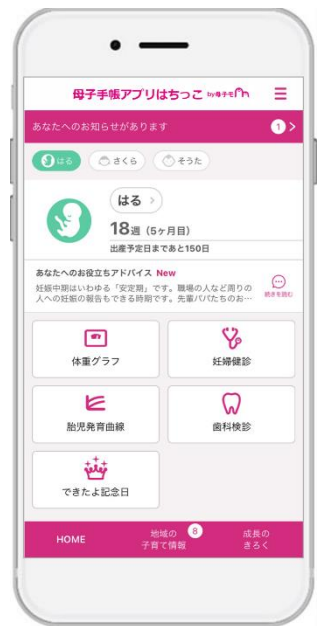 母子手帳アプリはちっこ by母子モ
あなたへのお知らせがあります 1
はる さくら そうた
はる
18週 (5ヶ月目)
出産予定日まであと150日
あなたへのお役立ちアドバイス New
妊娠中期はいわゆる「安定期」です。職場の人など周りの
人への妊娠の報告もできる時期です。先輩パパたちのお…
続きを読む
体重グラフ
妊婦健診
胎児発育曲線
歯科検診
できたよ記念日
HOME
地域の
子育て情報
8
成長の
きろく